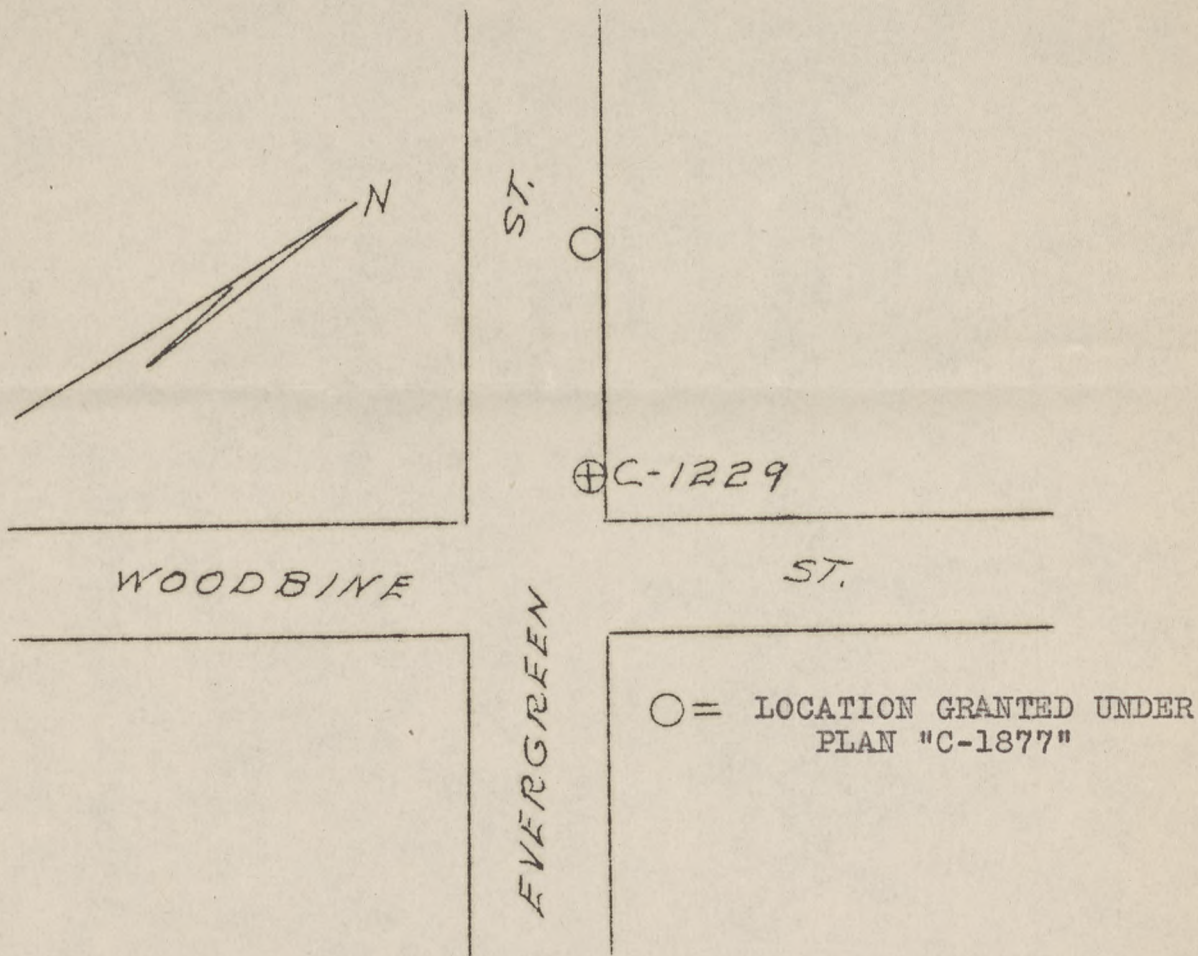 N
ST.
C-1229
WOODBINE ST.
EVERGREEN
○= LOCATION GRANTED UNDER
PLAN "C-1877"